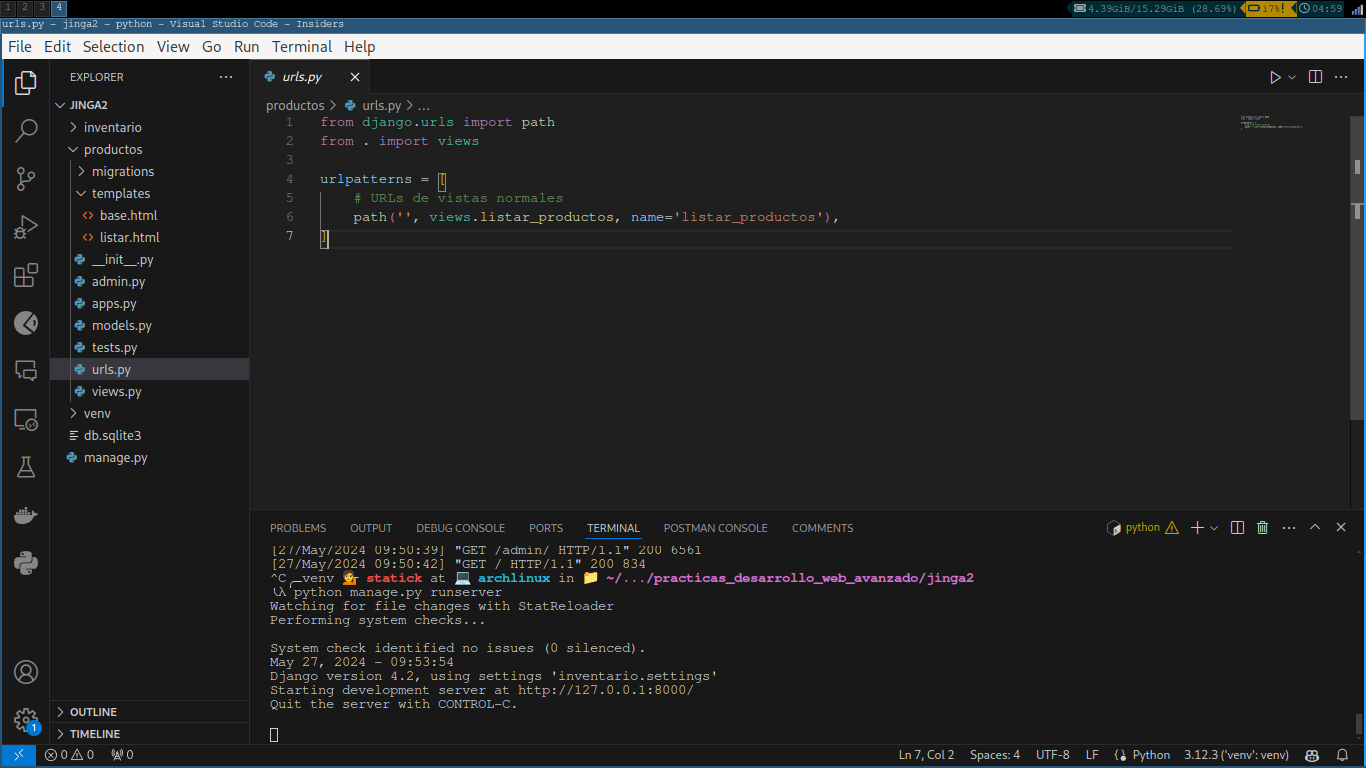 1 2 3 4
4.39GiB/15.29GiB (28.69%) 17%! 04:59
urls.py - jinga2 - python - Visual Studio Code - Insiders
File Edit Selection View Go Run Terminal Help
EXPLORER
JINGA2
inventario
productos
migrations
templates
base.html
listar.html
__init__.py
admin.py
apps.py
models.py
tests.py
urls.py
views.py
venv
db.sqlite3
manage.py
OUTLINE
TIMELINE
1
urls.py
productos > urls.py > ...
1 from django.urls import path
2 from . import views
3
4 urlpatterns = [
5 # URLs de vistas normales
6 path('', views.listar_productos, name='listar_productos'),
7 ]
PROBLEMS OUTPUT DEBUG CONSOLE PORTS TERMINAL POSTMAN CONSOLE COMMENTS
python
[27/May/2024 09:50:39] "GET /admin/ HTTP/1.1" 200 6561
[27/May/2024 09:50:42] "GET / HTTP/1.1" 200 834
^C venv statick at archlinux in ~/.../practicas_desarrollo_web_avanzado/jinga2
λ python manage.py runserver
Watching for file changes with StatReloader
Performing system checks...
System check identified no issues (0 silenced).
May 27, 2024 - 09:53:54
Django version 4.2, using settings 'inventario.settings'
Starting development server at http://127.0.0.1:8000/
Quit the server with CONTROL-C.
0 0 0
Ln 7, Col 2 Spaces: 4 UTF-8 LF Python 3.12.3 ('venv': venv)